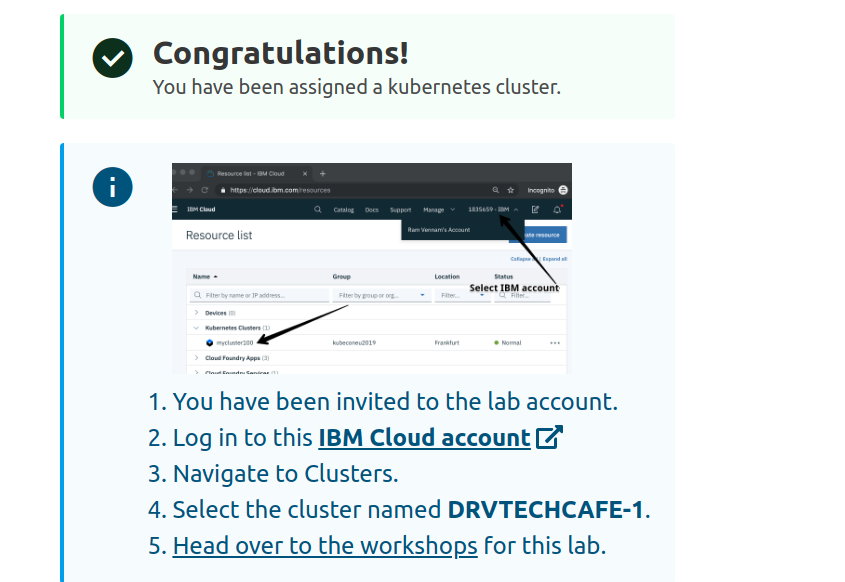 Congratulations!
You have been assigned a kubernetes cluster.
Resource list - IBM Cloud × +
https://cloud.ibm.com/resources Incognito
IBM Cloud Catalog Docs Support Manage 1835659 - IBM
Ram Vennam's Account
Resource list ate resource
Collapse all | Expand all
Name Group Location Status
Select IBM account
Filter by name or IP address... Filter by group or org... Filter... Filter...
Devices (0)
Kubernetes Clusters (1)
mycluster100 kubeconeu2019 Frankfurt Normal
Cloud Foundry Apps (3)
Cloud Foundry Services (1)
1. You have been invited to the lab account.
2. Log in to this IBM Cloud account
3. Navigate to Clusters.
4. Select the cluster named DRVTECHCAFE-1.
5. Head over to the workshops for this lab.